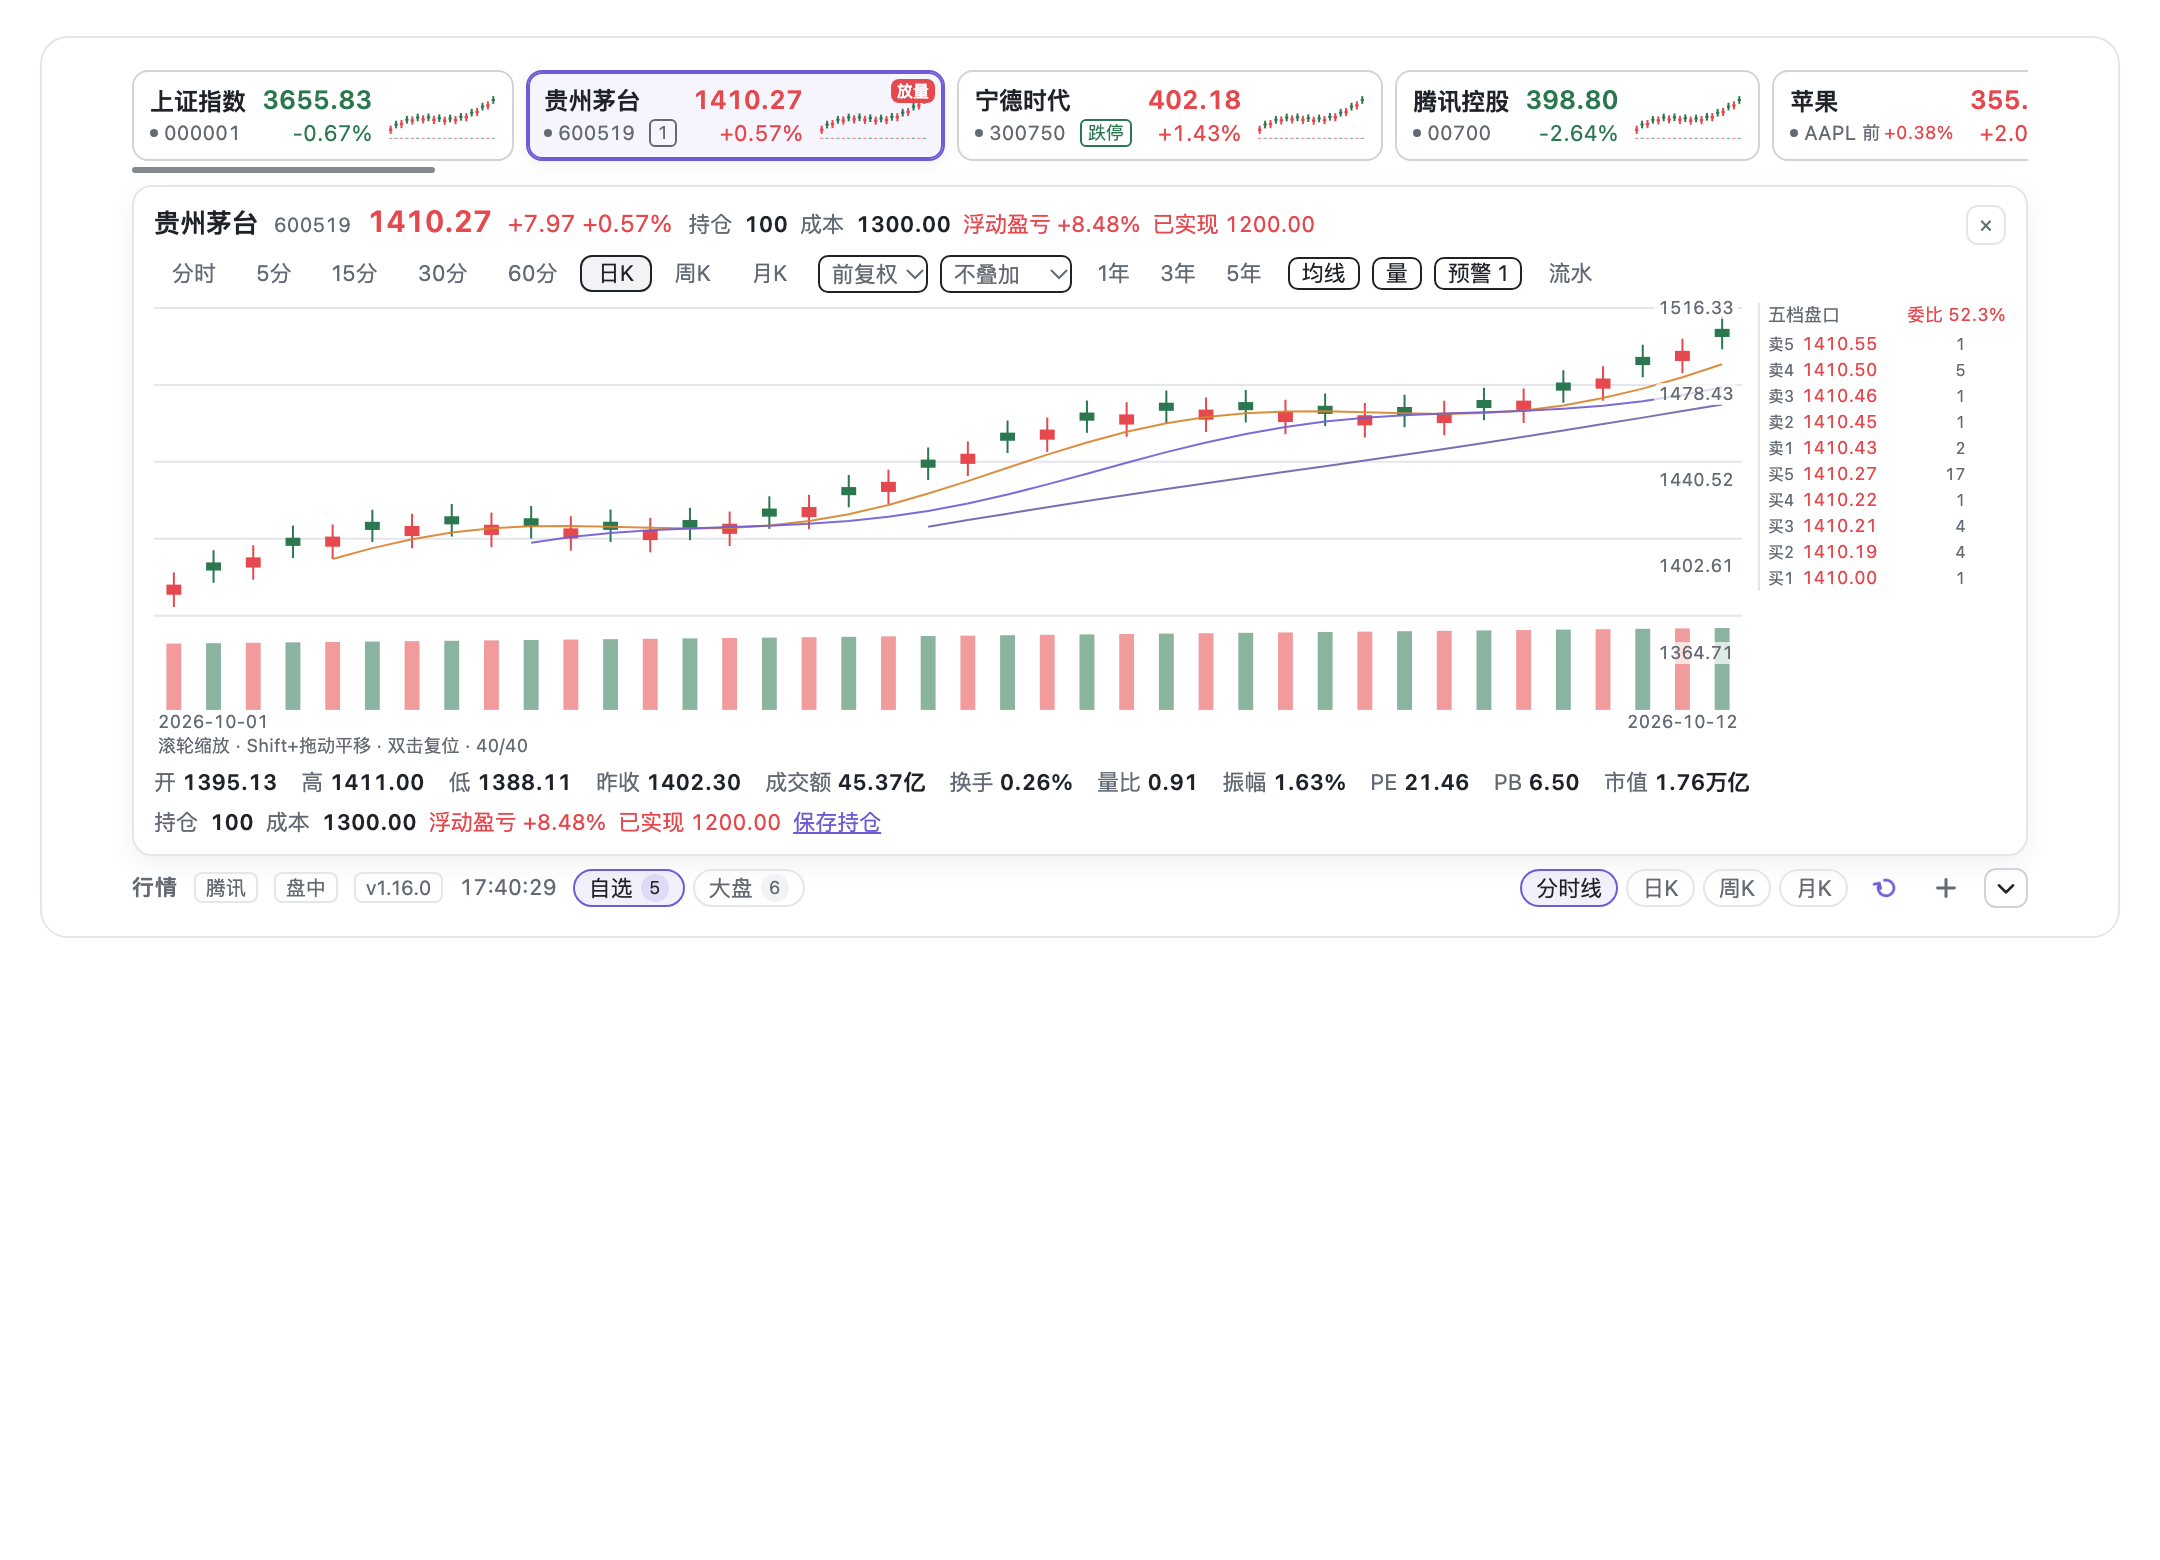 上证指数 3655.83
000001 -0.67%
贵州茅台 1410.27 放量
600519 1 +0.57%
宁德时代 402.18
300750 跌停 +1.43%
腾讯控股 398.80
00700 -2.64%
苹果 355.
AAPL 前 +0.38% +2.0
贵州茅台 600519 1410.27 +7.97 +0.57% 持仓 100 成本 1300.00 浮动盈亏 +8.48% 已实现 1200.00 ×
分时 5分 15分 30分 60分 日K 周K 月K 前复权 不叠加 1年 3年 5年 均线 量 预警 1 流水
1516.33
1478.43
1440.52
1402.61
1364.71
五档盘口 委比 52.3%
卖5 1410.55 1
卖4 1410.50 5
卖3 1410.46 1
卖2 1410.45 1
卖1 1410.43 2
买5 1410.27 17
买4 1410.22 1
买3 1410.21 4
买2 1410.19 4
买1 1410.00 1
2026-10-01 2026-10-12
滚轮缩放 · Shift+拖动平移 · 双击复位 · 40/40
开 1395.13 高 1411.00 低 1388.11 昨收 1402.30 成交额 45.37亿 换手 0.26% 量比 0.91 振幅 1.63% PE 21.46 PB 6.50 市值 1.76万亿
持仓 100 成本 1300.00 浮动盈亏 +8.48% 已实现 1200.00 保存持仓
行情 腾讯 盘中 v1.16.0 17:40:29 自选 5 大盘 6 分时线 日K 周K 月K